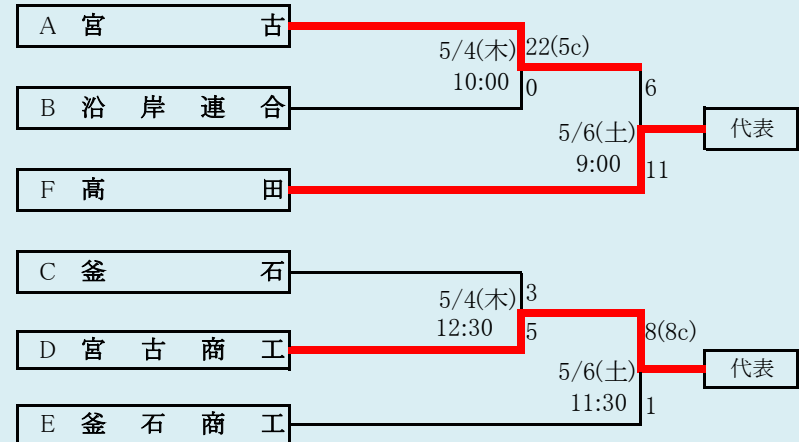 A 宮古
5/4(木)
22(5c)
10:00
0
B 沿岸連合
6
5/6(土)
代表
9:00
11
F 高田
C 釜石
5/4(木)
3
12:30
5
D 宮古商工
8(8c)
5/6(土)
代表
11:30
1
E 釜石商工